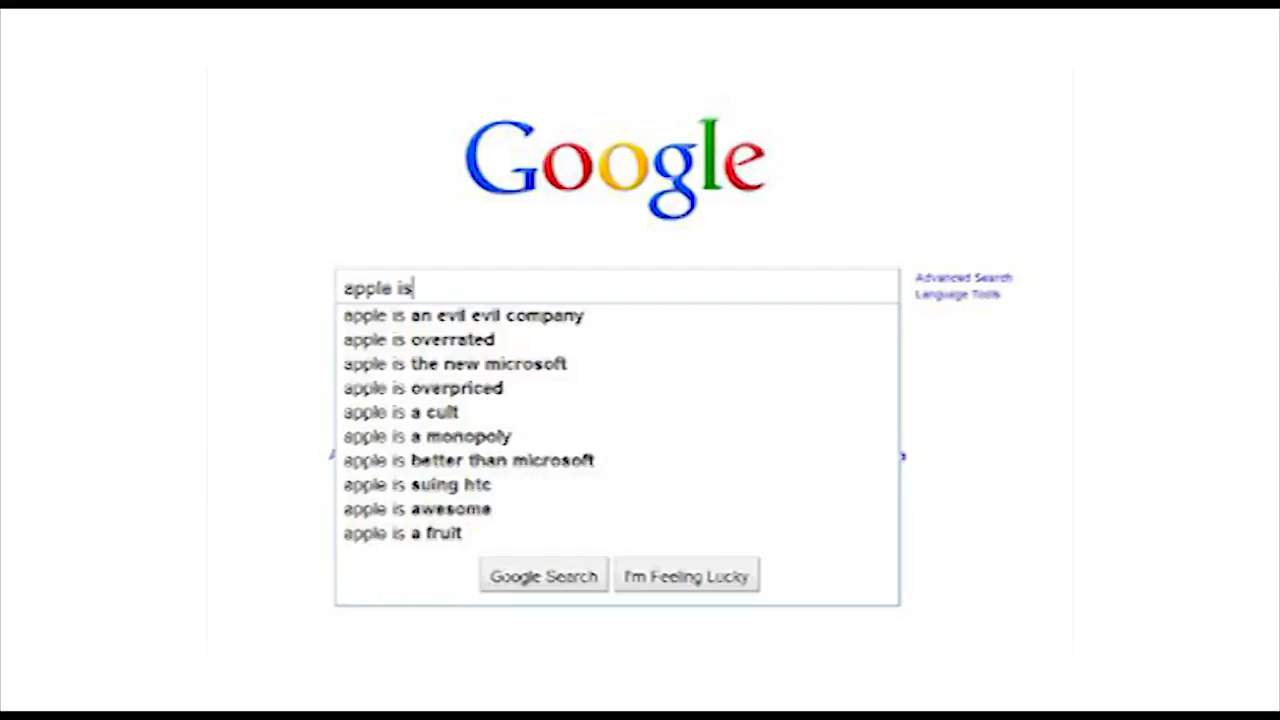 Google
apple is
Advanced Search
Language Tools
apple is an evil evil company
apple is overrated
apple is the new microsoft
apple is overpriced
apple is a cult
apple is a monopoly
apple is better than microsoft
apple is suing htc
apple is awesome
apple is a fruit
Google Search
I'm Feeling Lucky